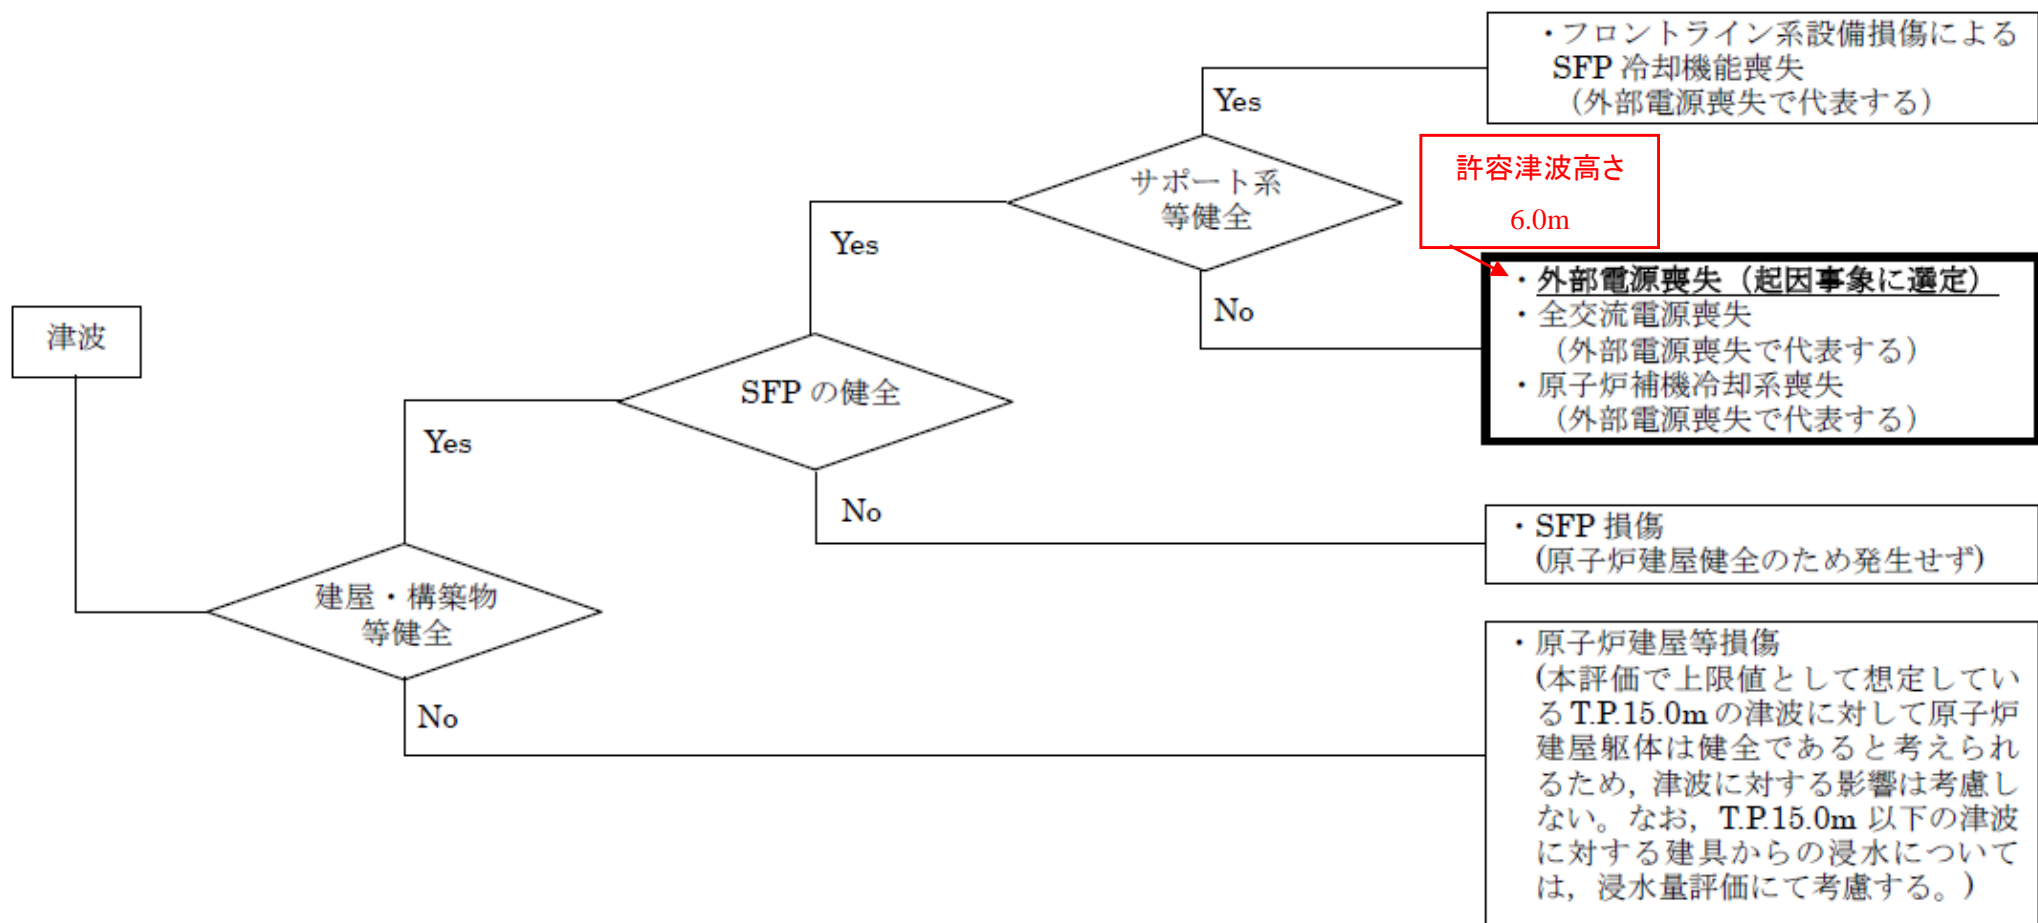 ・フロントライン系設備損傷による
SFP 冷却機能喪失
（外部電源喪失で代表する）
Yes
許容津波高さ
6.0m
サポート系
等健全
Yes
・外部電源喪失（起因事象に選定）
・全交流電源喪失
（外部電源喪失で代表する）
・原子炉補機冷却系喪失
（外部電源喪失で代表する）
No
津波
SFP の健全
Yes
No
・SFP 損傷
(原子炉建屋健全のため発生せず)
建屋・構築物
等健全
No
・原子炉建屋等損傷
(本評価で上限値として想定してい
るT.P.15.0mの津波に対して原子炉
建屋躯体は健全であると考えられ
るため, 津波に対する影響は考慮し
ない。なお, T.P.15.0m 以下の津波
に対する建具からの浸水について
は, 浸水量評価にて考慮する。)